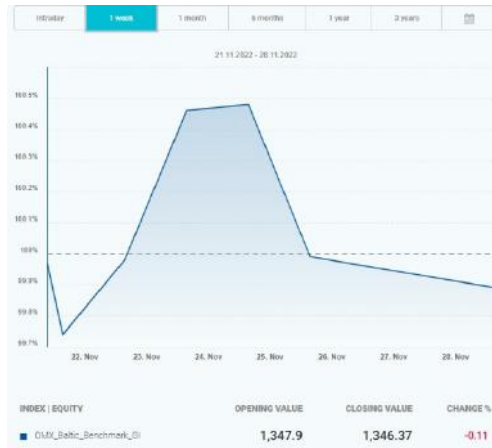 Intraday 1 week 1 month 6 months 1 year 3 years
21.11.2022 - 28.11.2022
100.5%
100.4%
100.3%
100.2%
100.1%
100%
99.9%
99.8%
99.7%
22. Nov 23. Nov 24. Nov 25. Nov 26. Nov 27. Nov 28. Nov
INDEX | EQUITY OPENING VALUE CLOSING VALUE CHANGE %
OMX_Baltic_Benchmark_GI 1,347.9 1,346.37 -0.11